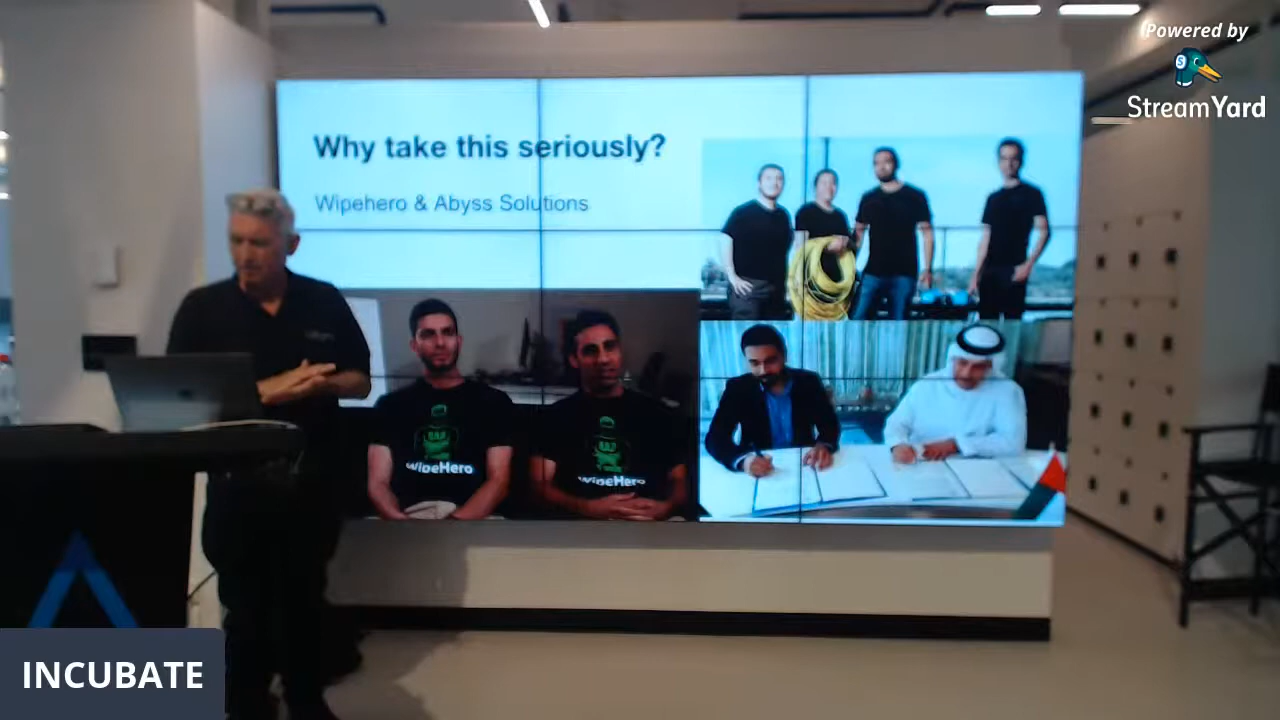 Powered by
StreamYard
Why take this seriously?
Wipehero & Abyss Solutions
WipeHero
WipeHero
INCUBATE